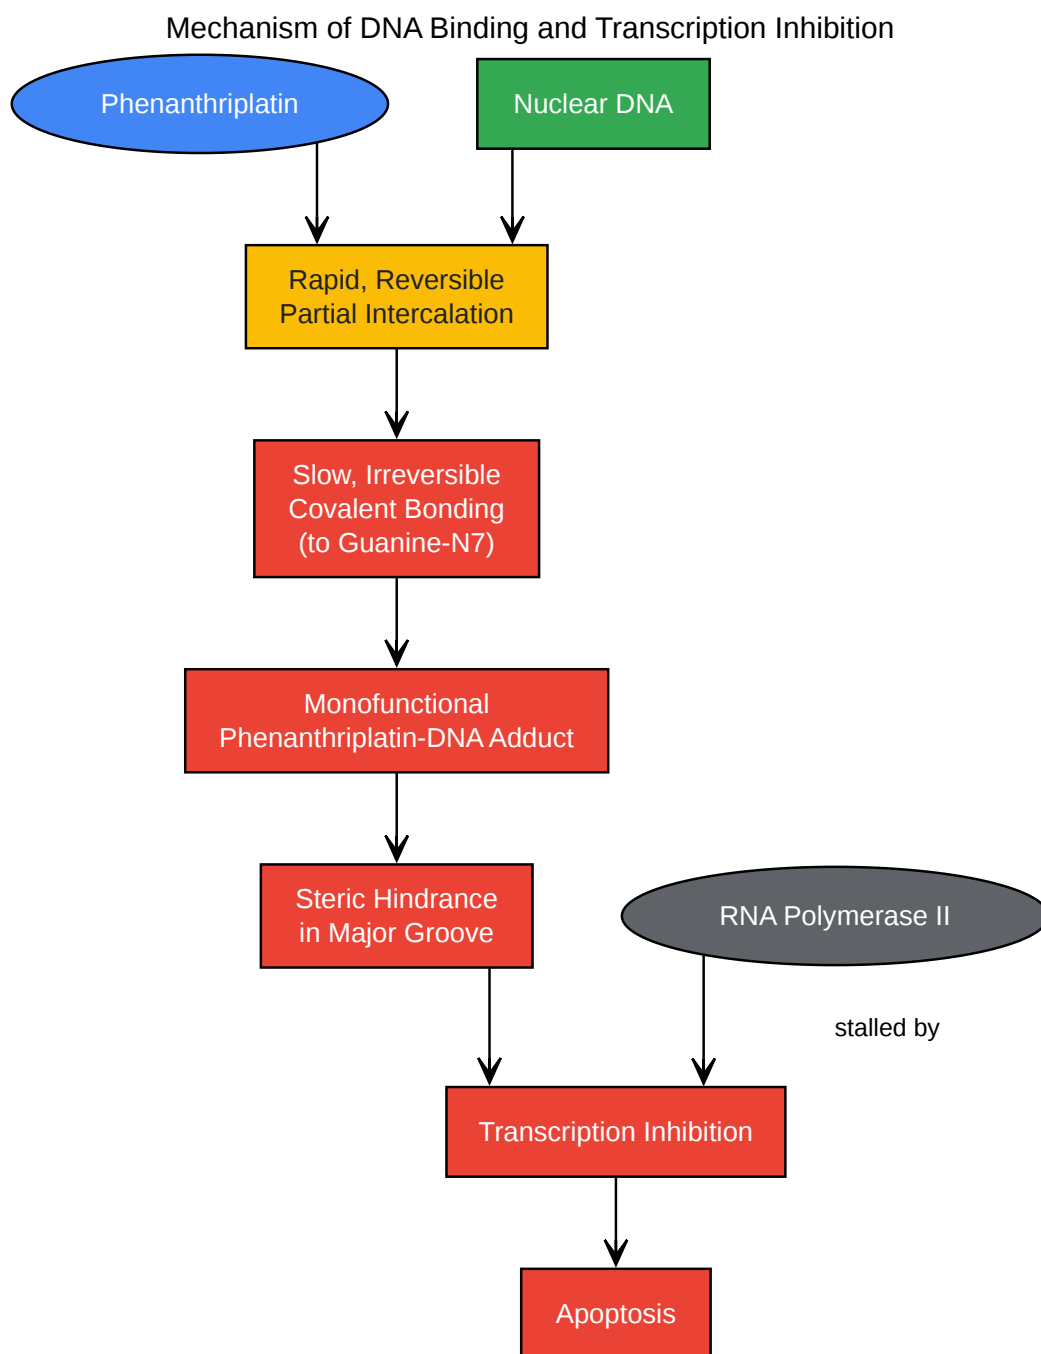 Mechanism of DNA Binding and Transcription Inhibition
Phenanthriplatin
Nuclear DNA
Rapid, Reversible
Partial Intercalation
Slow, Irreversible
Covalent Bonding
(to Guanine-N7)
Monofunctional
Phenanthriplatin-DNA Adduct
Steric Hindrance
in Major Groove
RNA Polymerase II
stalled by
Transcription Inhibition
Apoptosis